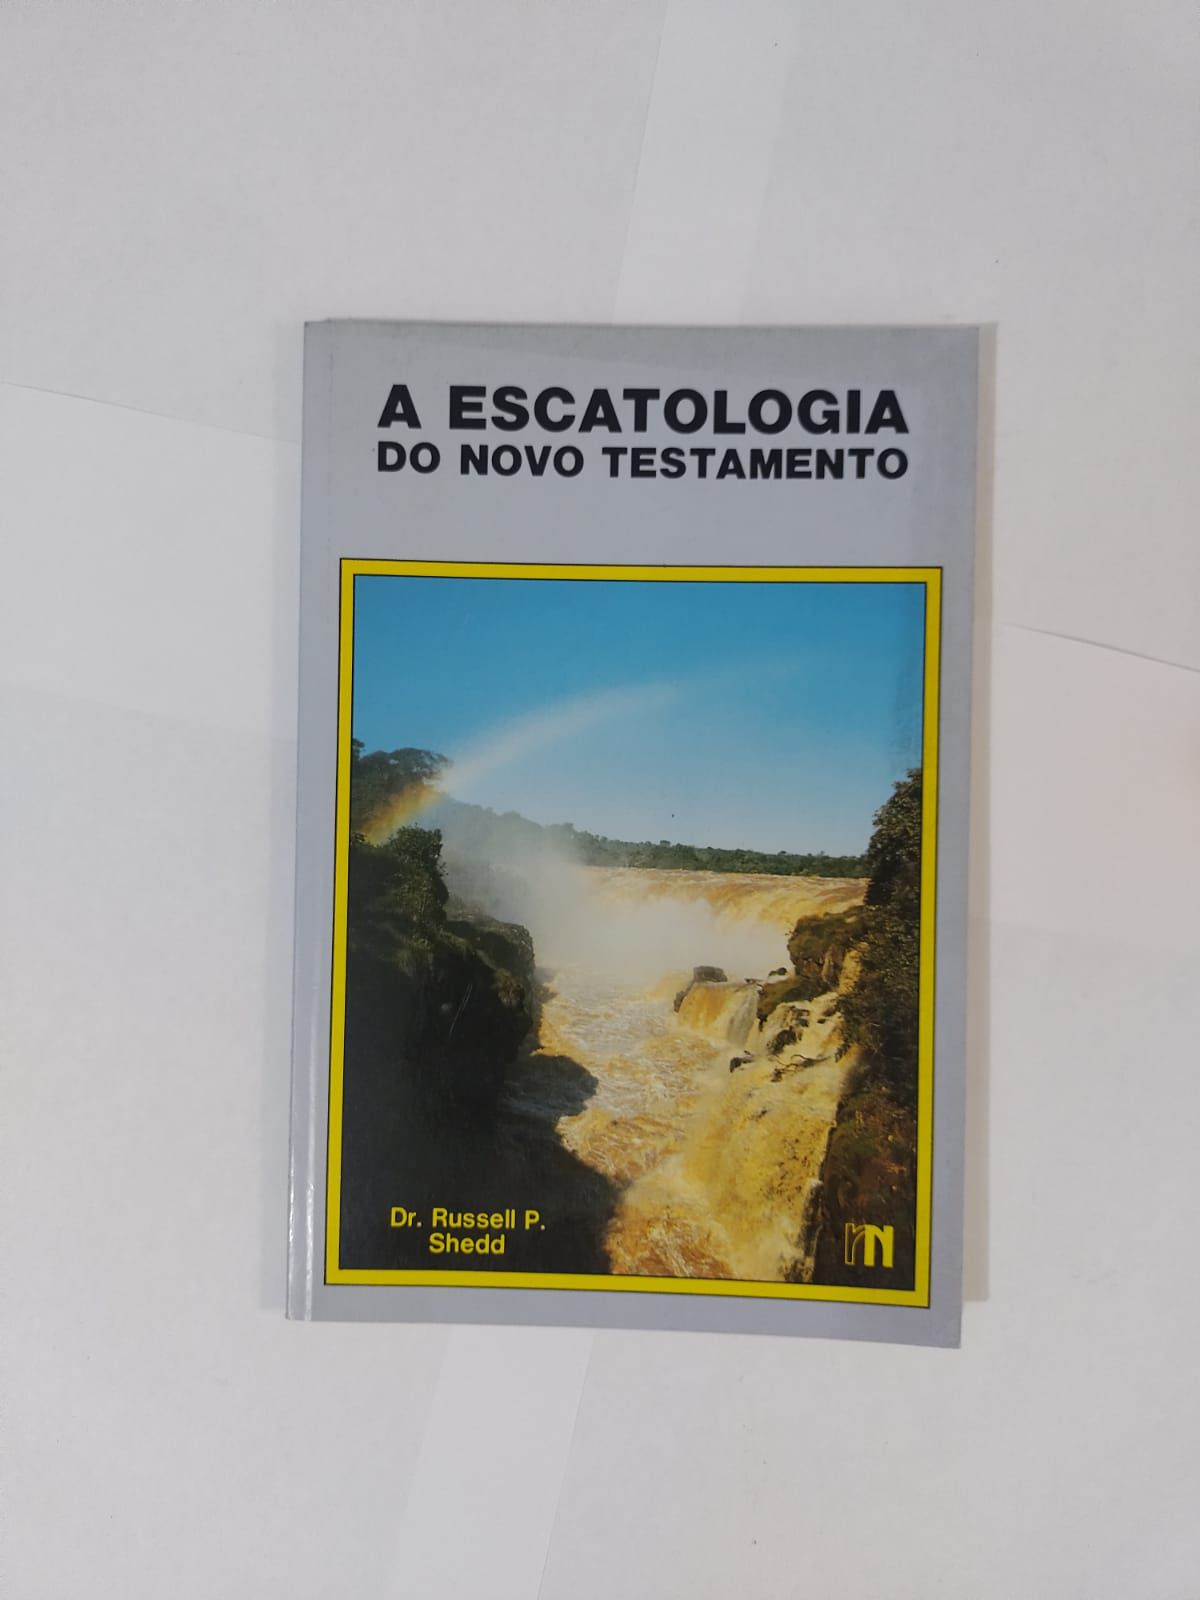 A ESCATOLOGIA
DO NOVO TESTAMENTO
Dr. Russell P.
Shedd